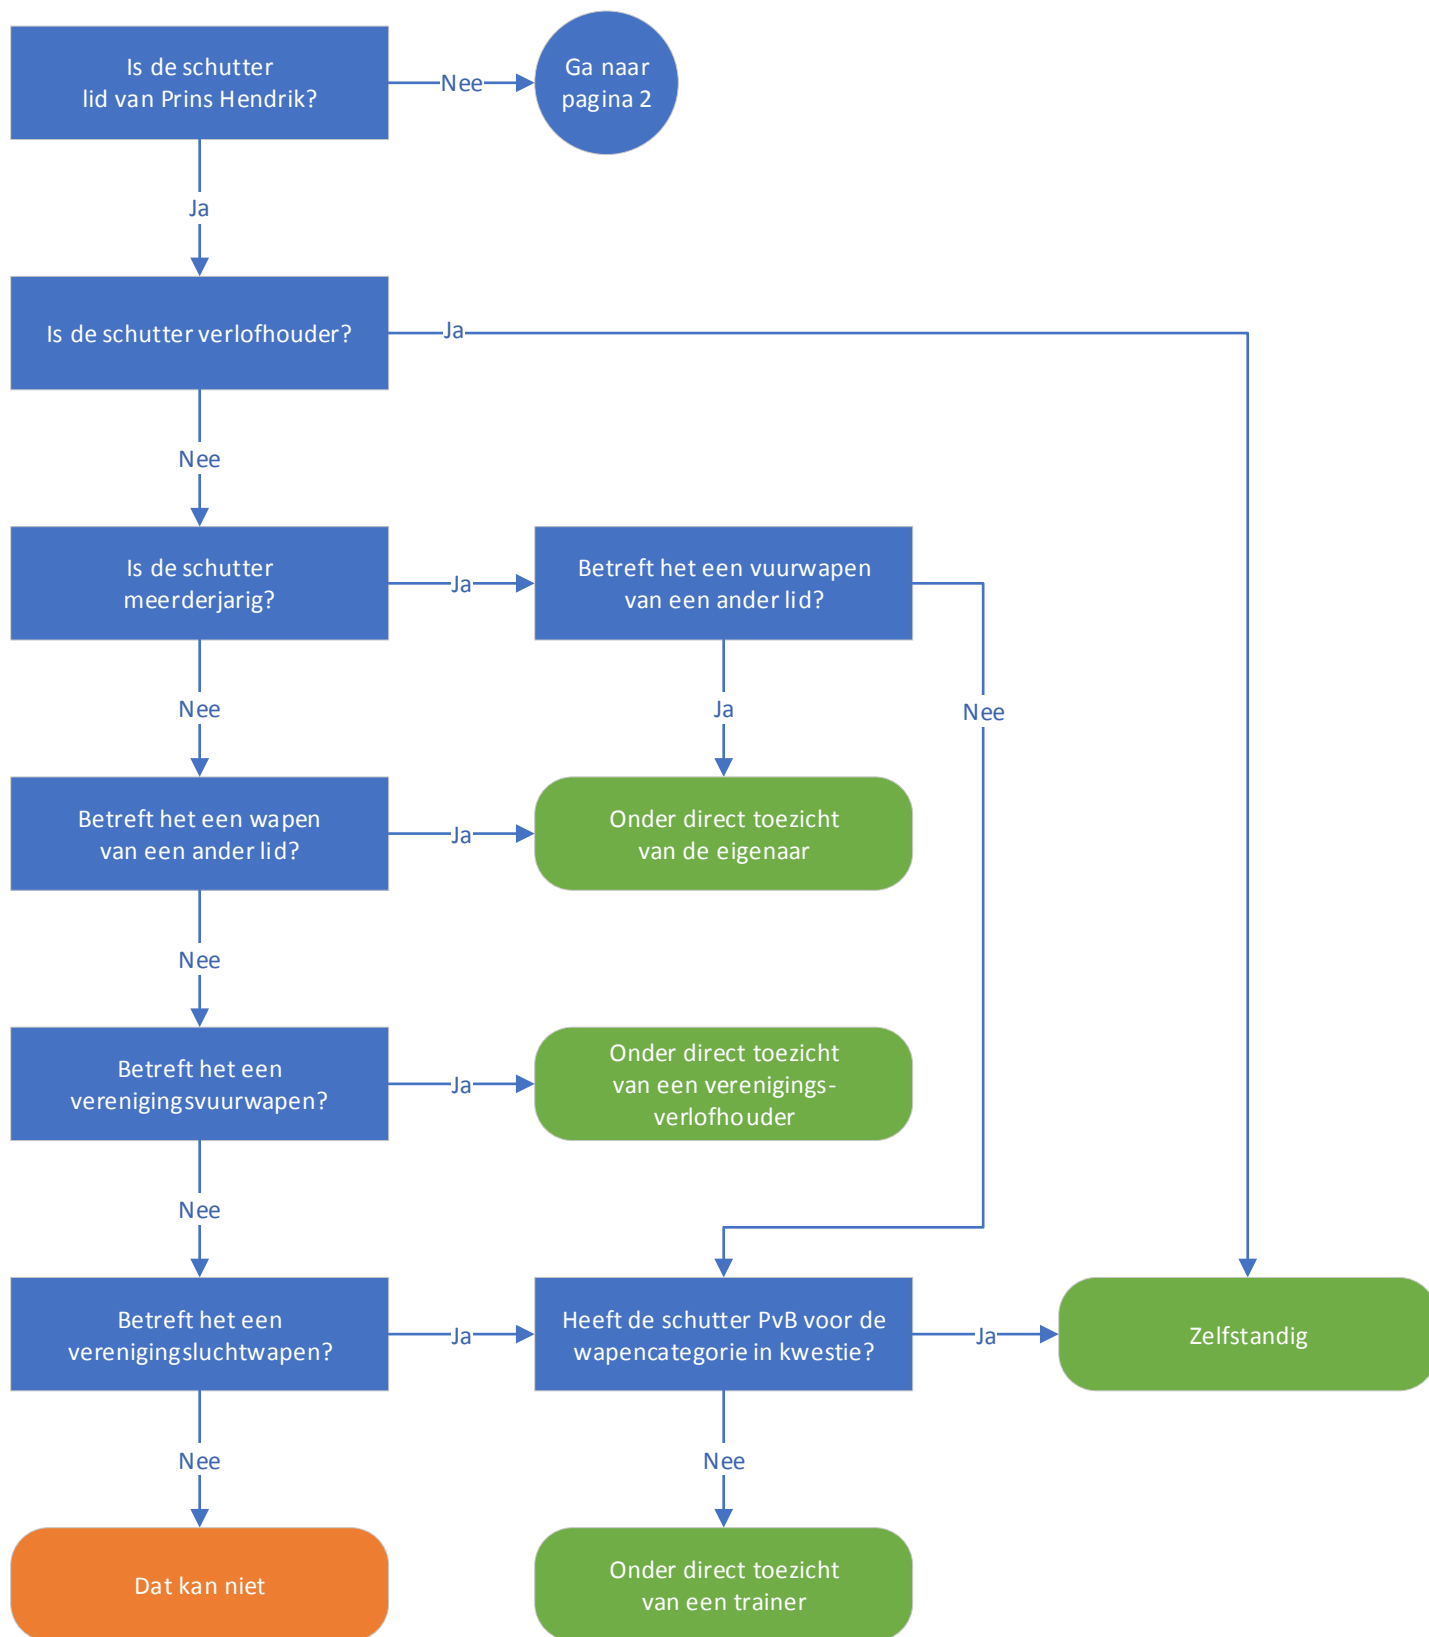 Is de schutter
lid van Prins Hendrik?
Nee
Ga naar
pagina 2
Ja
Is de schutter verlofhouder?
Ja
Nee
Is de schutter
meerderjarig?
Ja
Betreft het een vuurwapen
van een ander lid?
Nee
Ja
Nee
Betreft het een wapen
van een ander lid?
Ja
Onder direct toezicht
van de eigenaar
Nee
Betreft het een
verenigingsvuurwapen?
Ja
Onder direct toezicht
van een verenigings-
verlofhouder
Nee
Betreft het een
verenigingsluchtwapen?
Ja
Heeft de schutter PvB voor de
wapencategorie in kwestie?
Ja
Zelfstandig
Nee
Nee
Dat kan niet
Onder direct toezicht
van een trainer